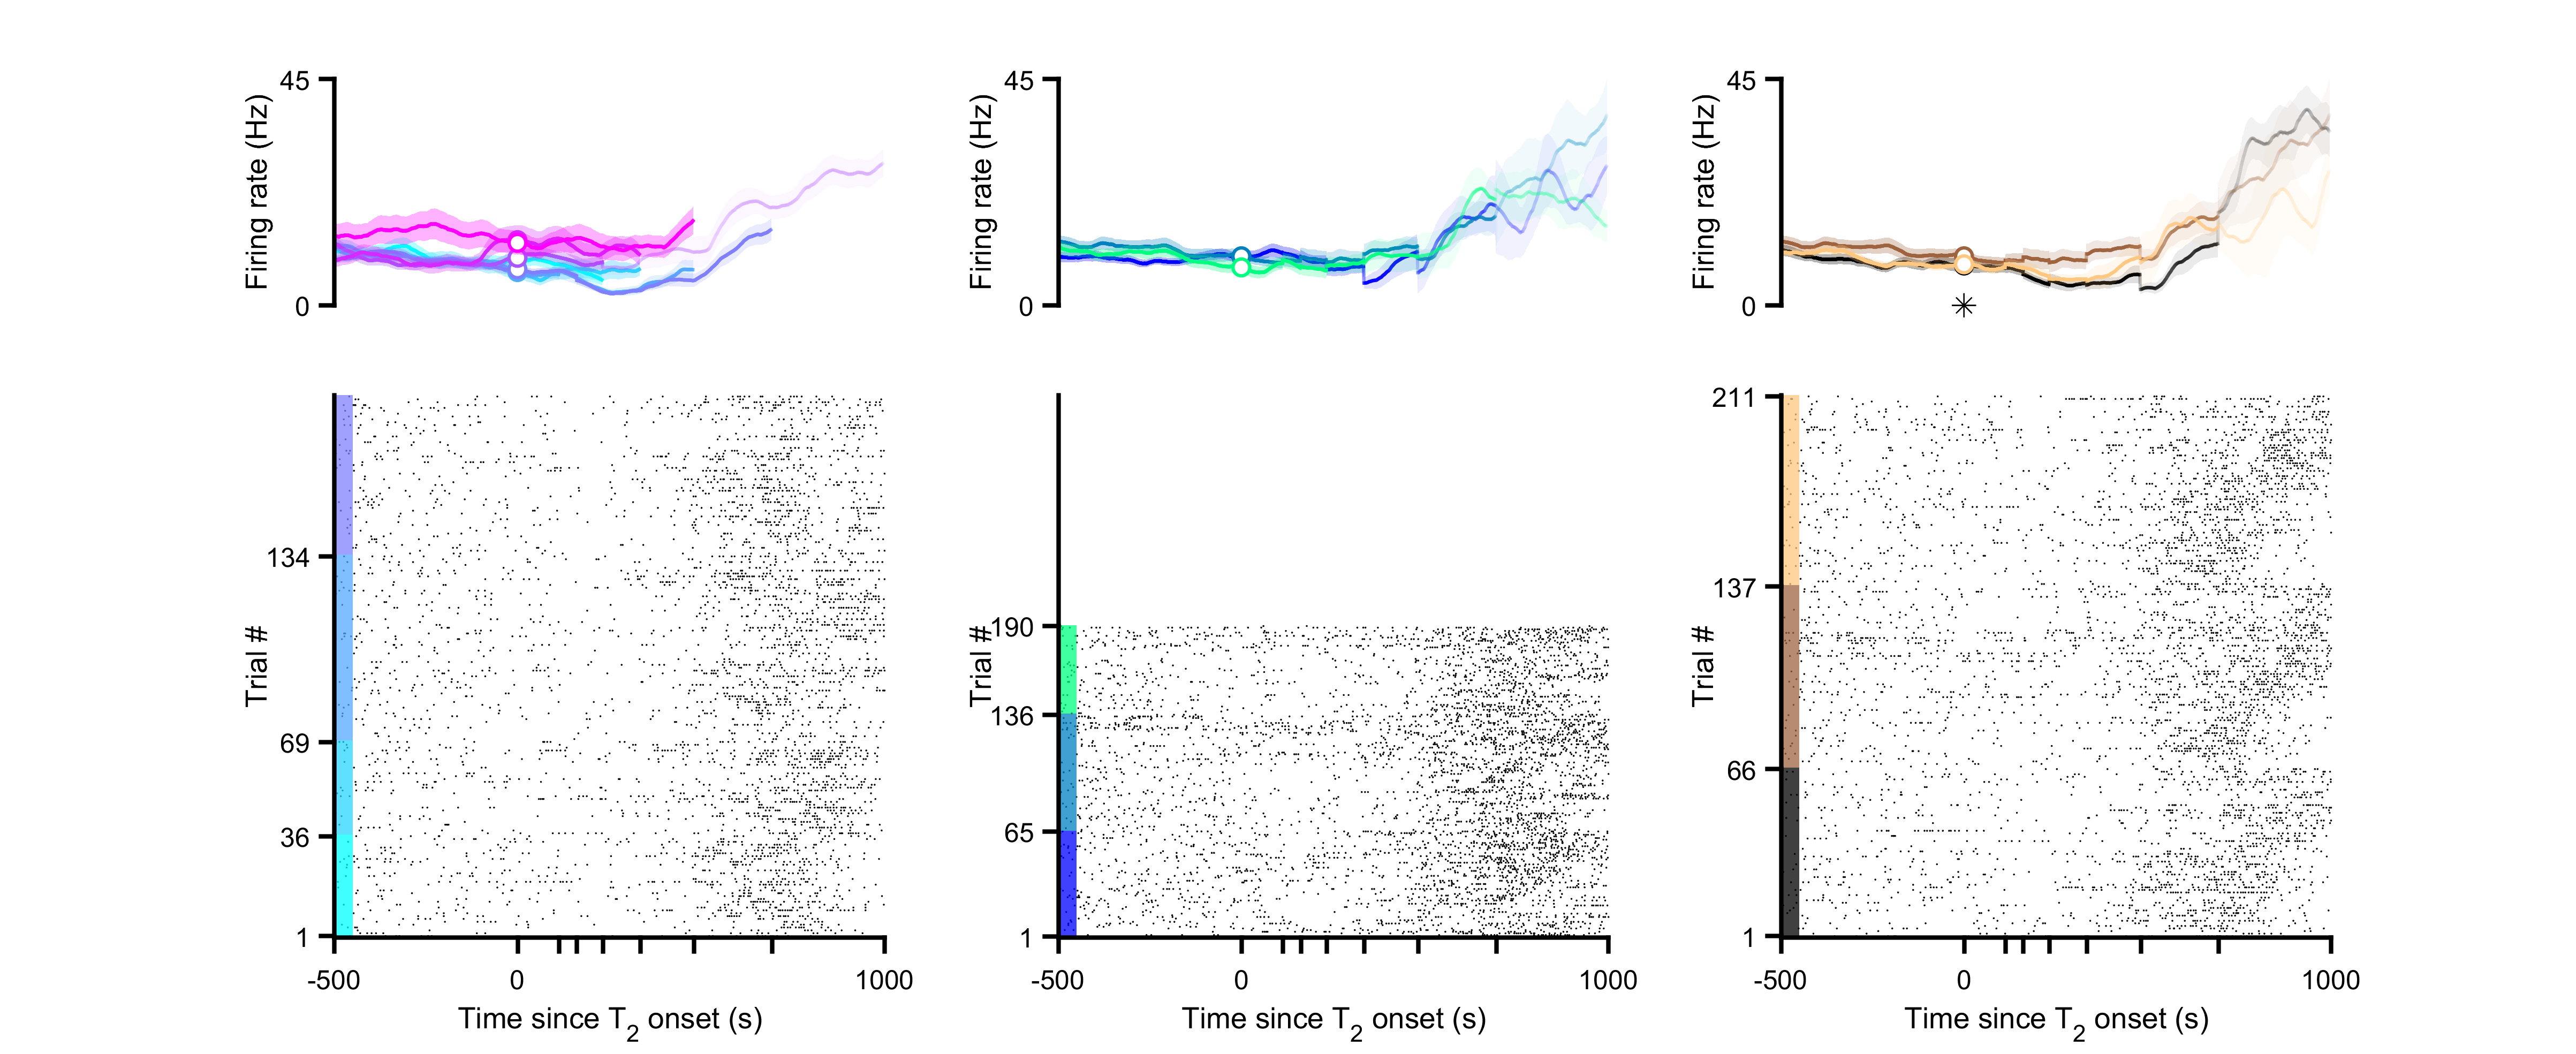 45
Firing rate (Hz)
0
45
Firing rate (Hz)
0
45
Firing rate (Hz)
0
134
69
36
1
Trial #
-500 0 1000
Time since T2 onset (s)
190
136
65
1
Trial #
-500 0 1000
Time since T2 onset (s)
211
137
66
1
Trial #
-500 0 1000
Time since T2 onset (s)